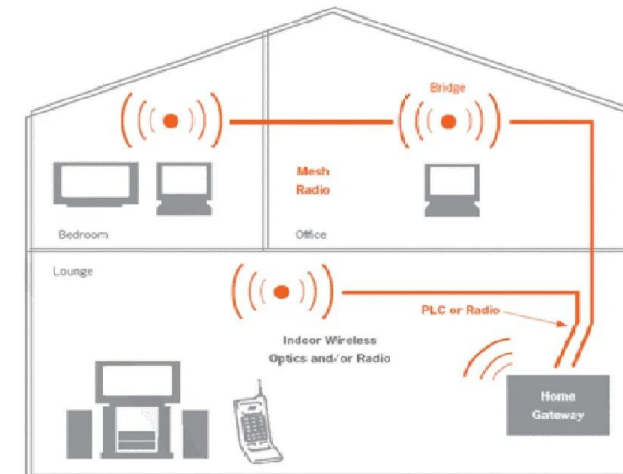 Bridge
Mesh
Radio
Bedroom
Office
Lounge
PLC or Radio
Indoor Wireless
Optics and/or Radio
Home
Gateway